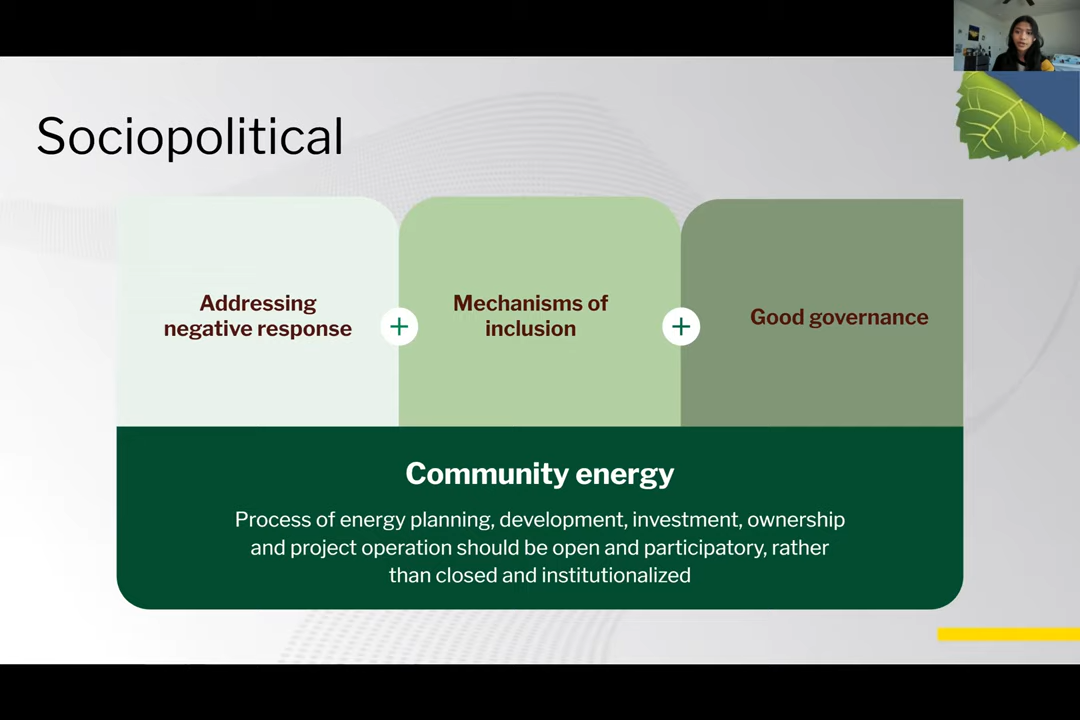 Sociopolitical
Addressing
negative response
+
Mechanisms of
inclusion
+
Good governance
Community energy
Process of energy planning, development, investment, ownership
and project operation should be open and participatory, rather
than closed and institutionalized